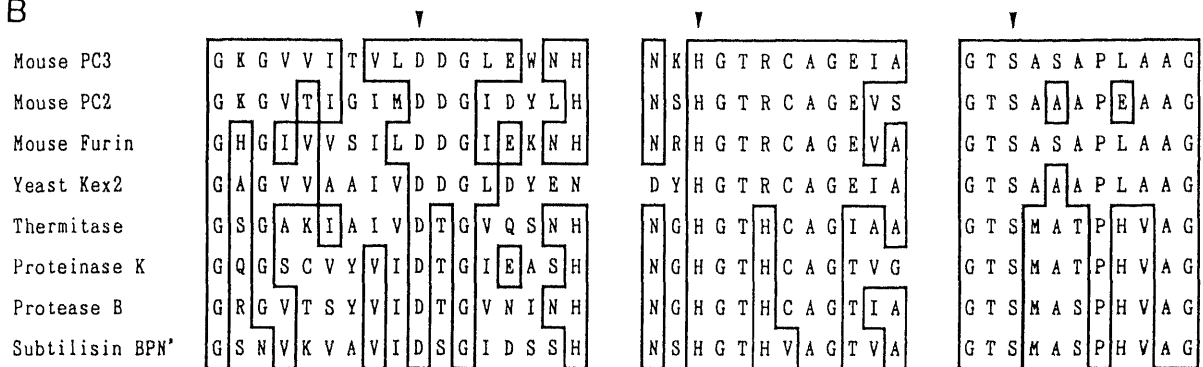 B
Mouse PC3 G K G V V I T V L D D G L E W N H N K H G T R C A G E I A G T S A S A P L A A G
Mouse PC2 G K G V T I G I M D D G I D Y L H N S H G T R C A G E V S G T S A A A P E A A G
Mouse Furin G H G I V V S I L D D G I E K N H N R H G T R C A G E V A G T S A S A P L A A G
Yeast Kex2 G A G V V A A I V D D G L D Y E N D Y H G T R C A G E I A G T S A A A P L A A G
Thermitase G S G A K I A I V D T G V Q S N H N G H G T H C A G I A A G T S M A T P H V A G
Proteinase K G Q G S C V Y V I D T G I E A S H N G H G T H C A G T V G G T S M A T P H V A G
Protease B G R G V T S Y V I D T G V N I N H N G H G T H C A G T I A G T S M A S P H V A G
Subtilisin BPN' G S N V K V A V I D S G I D S S H N S H G T H V A G T V A G T S M A S P H V A G